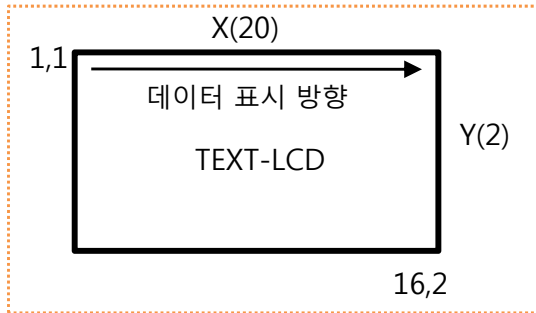 X(20)
1,1
데이터 표시 방향
Y(2)
TEXT-LCD
16,2